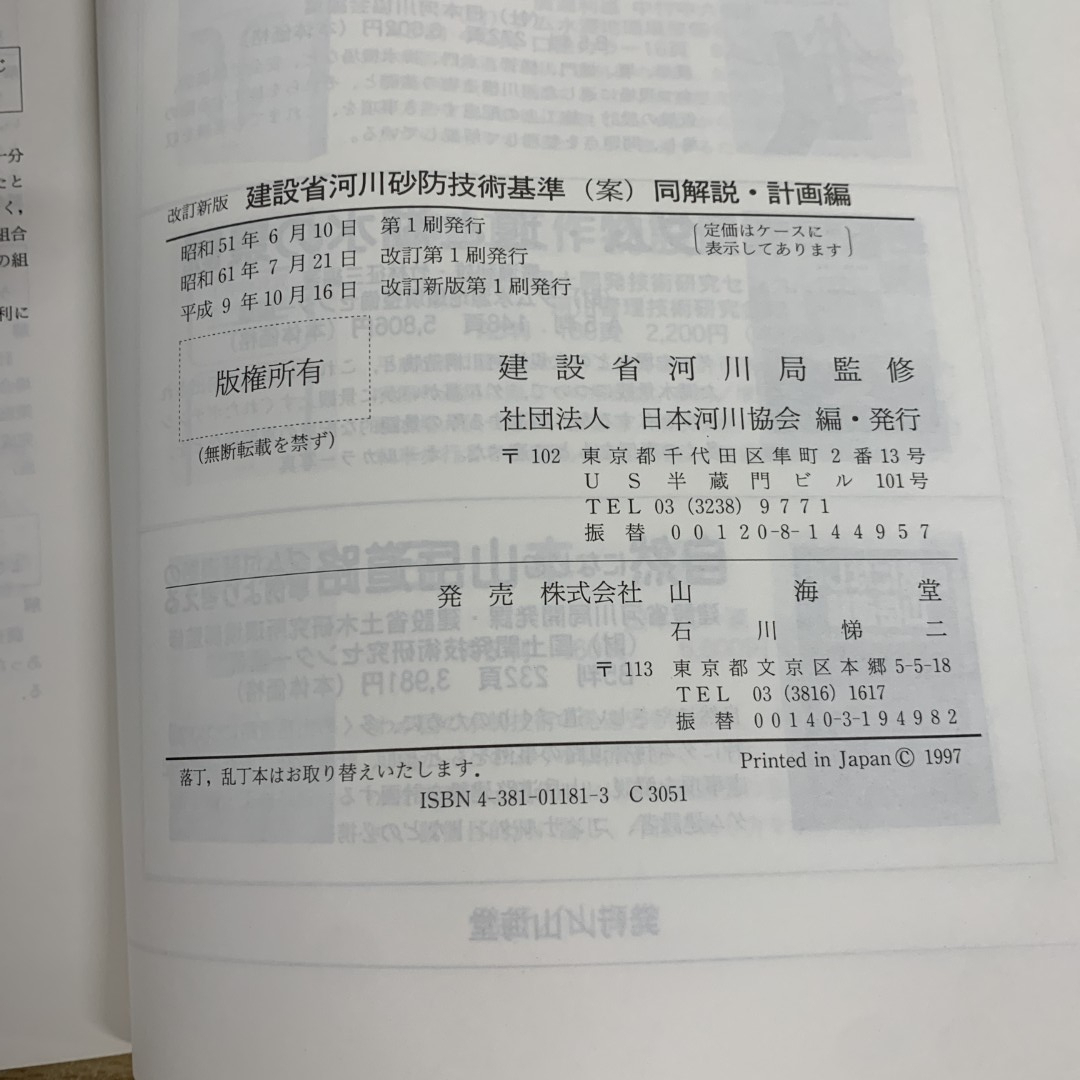 改訂新版 建設省河川砂防技術基準（案）同解説・計画編
昭和51年 6 月10日 第1刷発行
昭和61年 7 月21日 改訂第1刷発行
平成 9 年10月16日 改訂新版第1刷発行
〔定価はケースに表示してあります〕
版権所有
(無断転載を禁ず)
建設省河川局監修
社団法人 日本河川協会 編・発行
〒102 東京都千代田区隼町2番13号
US半蔵門ビル 101号
TEL 03 (3238) 9771
振替 00120-8-144957
発売 株式会社 山海堂
石川悌二
〒113 東京都文京区本郷5-5-18
TEL 03 (3816) 1617
振替 00140-3-194982
落丁，乱丁本はお取り替えいたします．
Printed in Japan © 1997
ISBN 4-381-01181-3 C3051